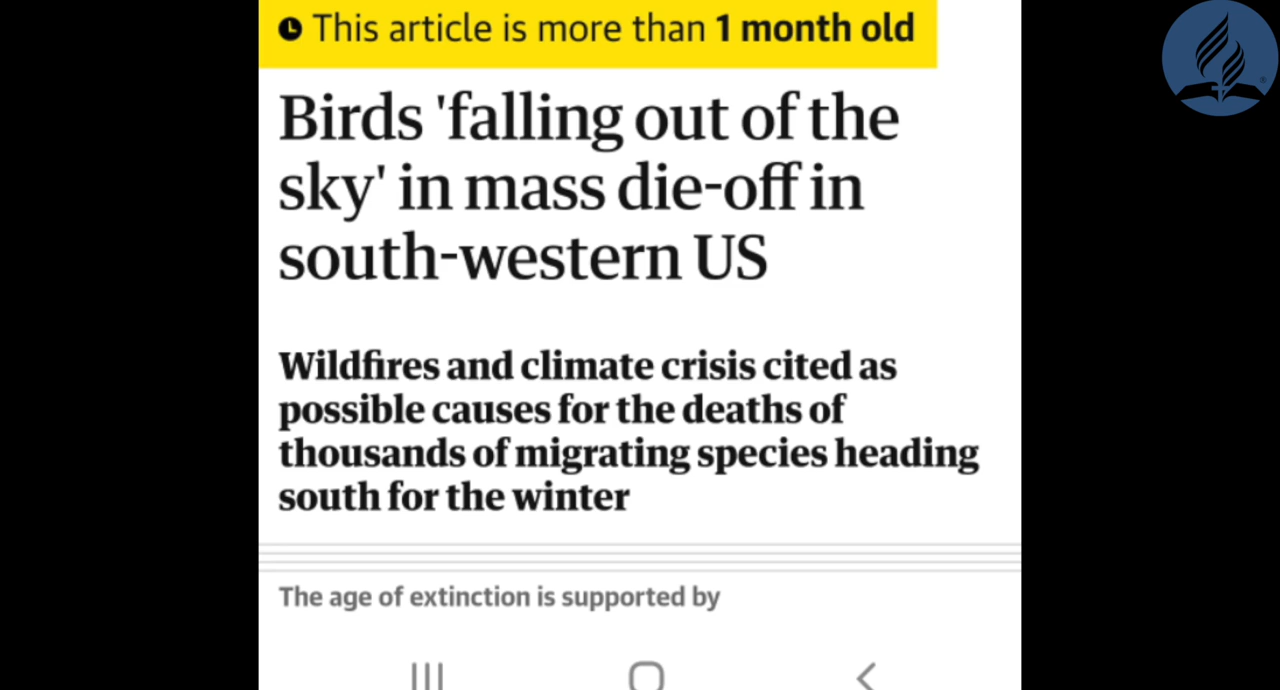 This article is more than 1 month old
Birds 'falling out of the
sky' in mass die-off in
south-western US
Wildfires and climate crisis cited as
possible causes for the deaths of
thousands of migrating species heading
south for the winter
The age of extinction is supported by